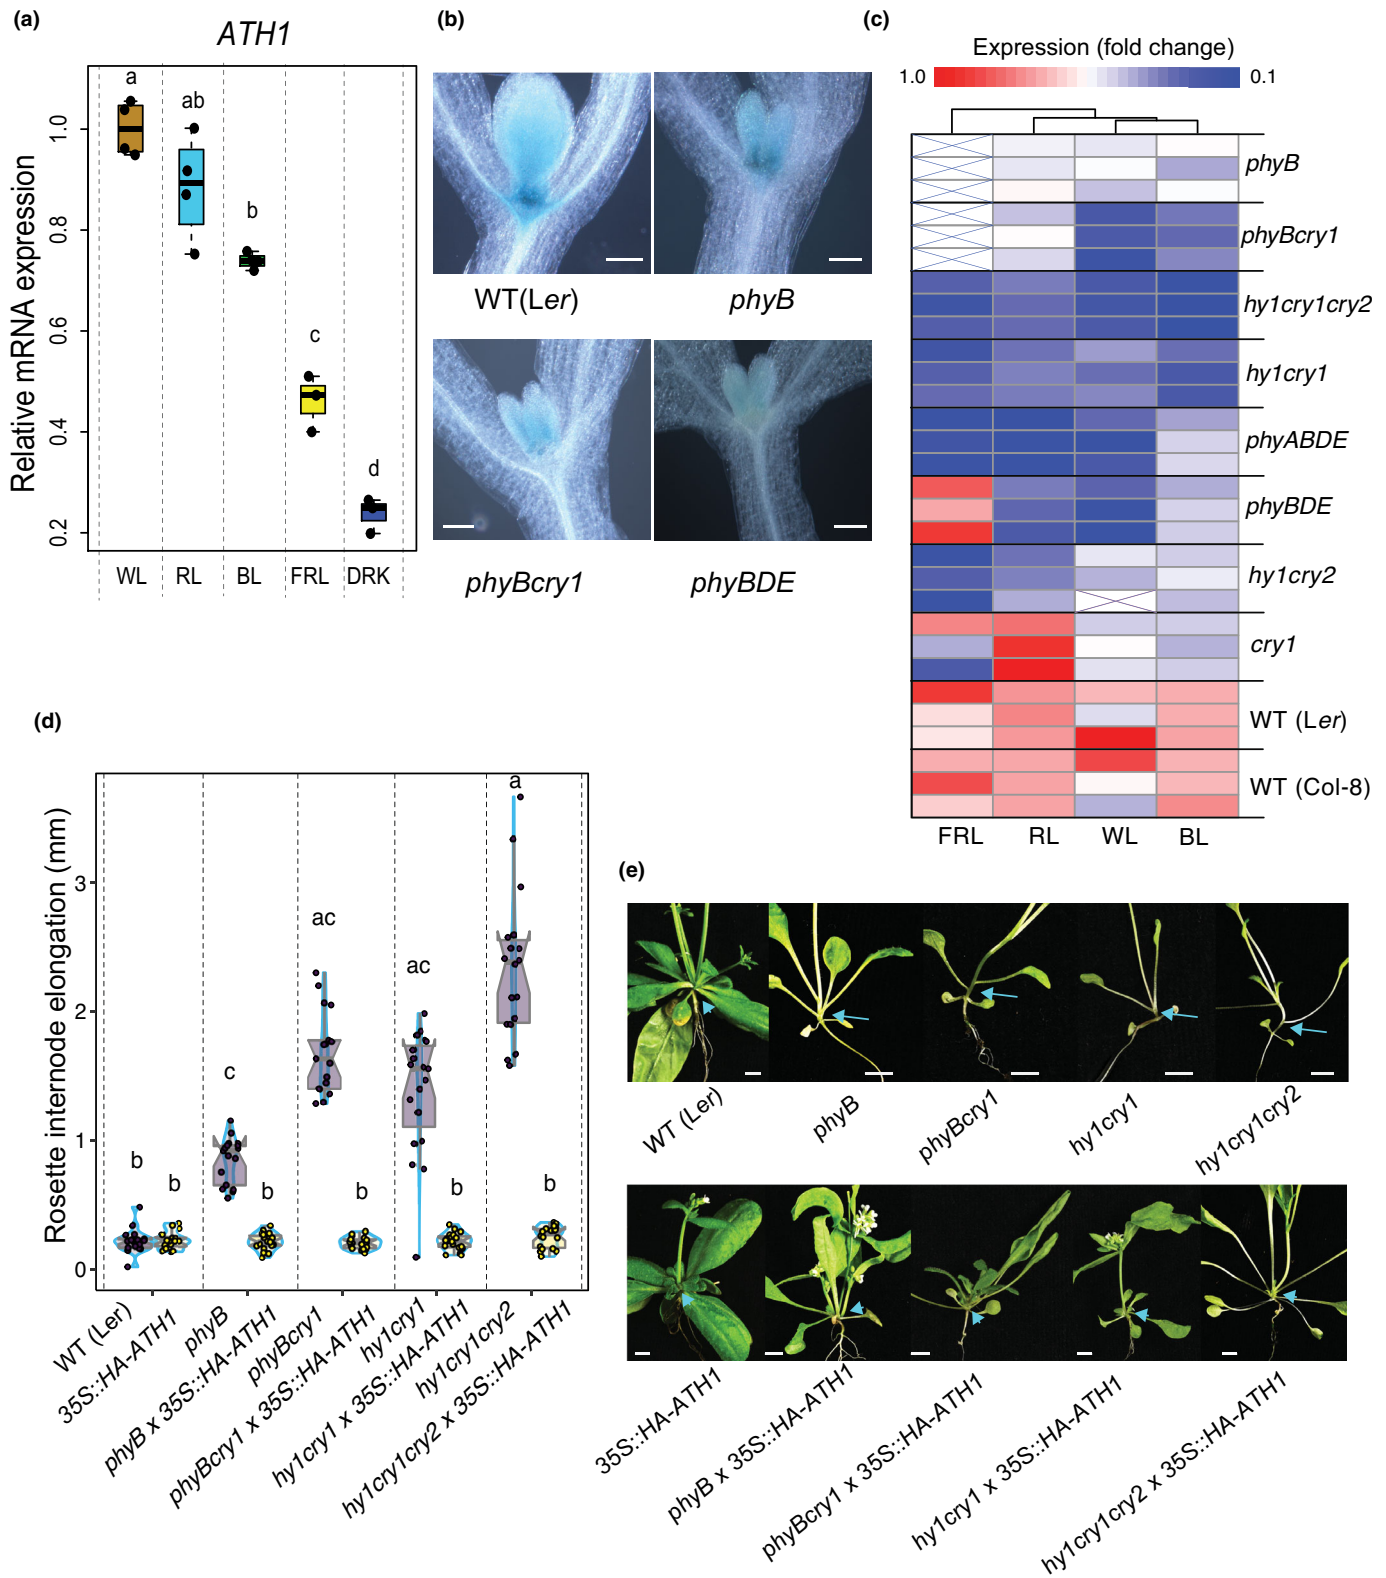 (a)
ATH1
Relative mRNA expression
1.0
0.8
0.6
0.4
0.2
a
ab
b
c
d
WL RL BL FRL DRK
(b)
WT(Ler)
phyB
phyBcry1
phyBDE
(c)
Expression (fold change)
1.0
0.1
phyB
phyBcry1
hy1cry1cry2
hy1cry1
phyABDE
phyBDE
hy1cry2
cry1
WT (Ler)
WT (Col-8)
FRL RL WL BL
(d)
Rosette internode elongation (mm)
3
2
1
0
b
b
c
b
ac
b
ac
b
a
b
WT (Ler)
35S::HA-ATH1
phyB
phyB x 35S::HA-ATH1
phyBcry1
phyBcry1 x 35S::HA-ATH1
hy1cry1
hy1cry1 x 35S::HA-ATH1
hy1cry1cry2
hy1cry1cry2 x 35S::HA-ATH1
(e)
WT (Ler)
phyB
phyBcry1
hy1cry1
hy1cry1cry2
35S::HA-ATH1
phyB x 35S::HA-ATH1
phyBcry1 x 35S::HA-ATH1
hy1cry1 x 35S::HA-ATH1
hy1cry1cry2 x 35S::HA-ATH1